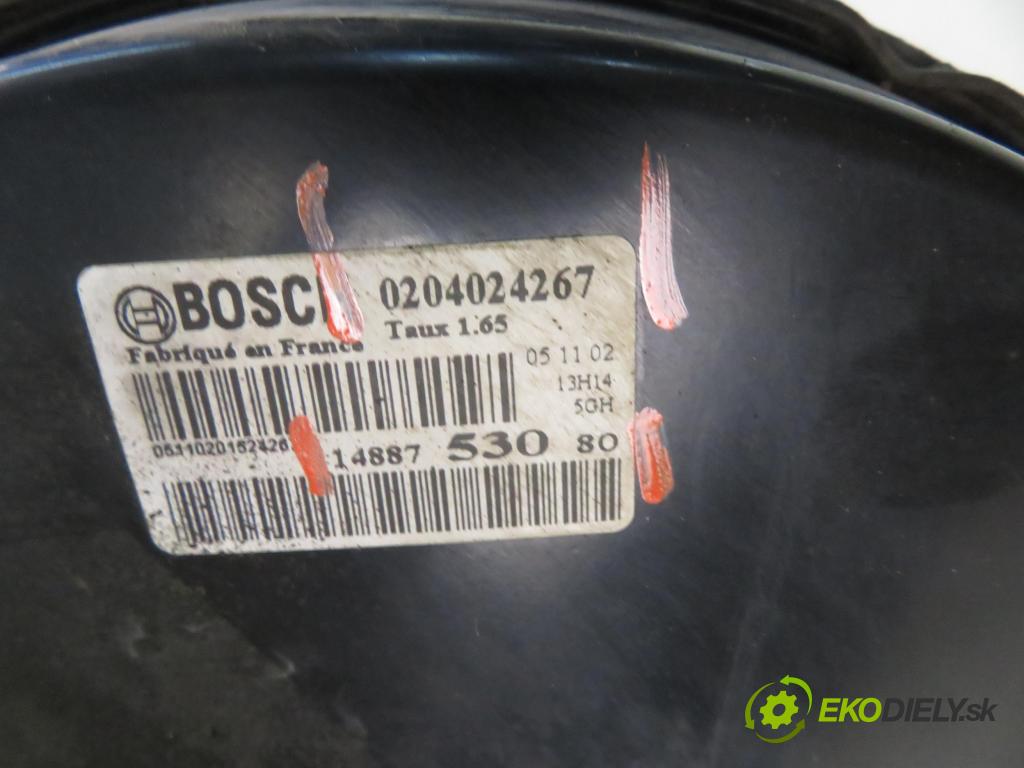 BOSCH 0204024267
Taux 1.65
Fabriqué en France
05 11 02
13H14
5GH
14887 530 80
EKODIELY.sk